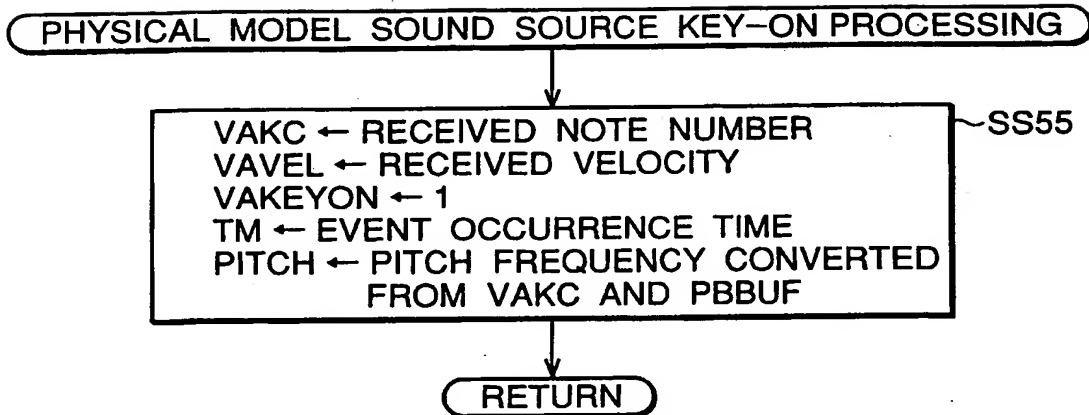 PHYSICAL MODEL SOUND SOURCE KEY-ON PROCESSING
VAKC ← RECEIVED NOTE NUMBER
SS55
VAVEL ← RECEIVED VELOCITY
VAKEYON ← 1
TM ← EVENT OCCURRENCE TIME
PITCH ← PITCH FREQUENCY CONVERTED
FROM VAKC AND PBBUF
RETURN